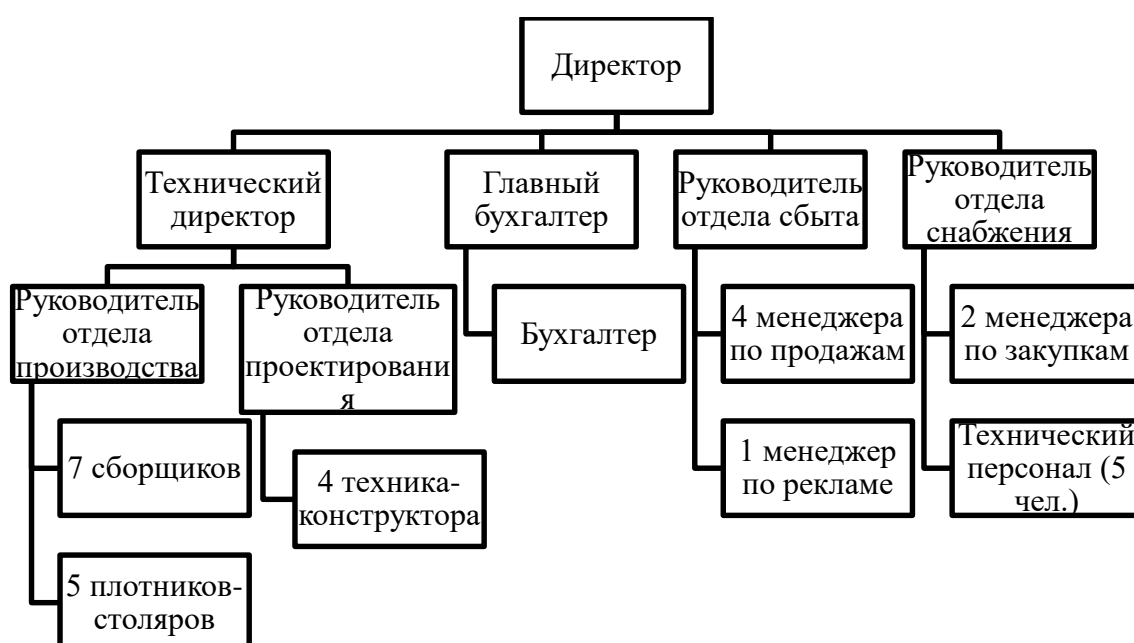 Директор
Технический
директор
Главный
бухгалтер
Руководитель
отдела сбыта
Руководитель
отдела
снабжения
Руководитель
отдела
производства
Руководитель
отдела
проектировани
я
Бухгалтер
4 менеджера
по продажам
2 менеджера
по закупкам
7 сборщиков
4 техника-
конструктора
1 менеджер
по рекламе
Технический
персонал (5
чел.)
5 плотников-
столяров